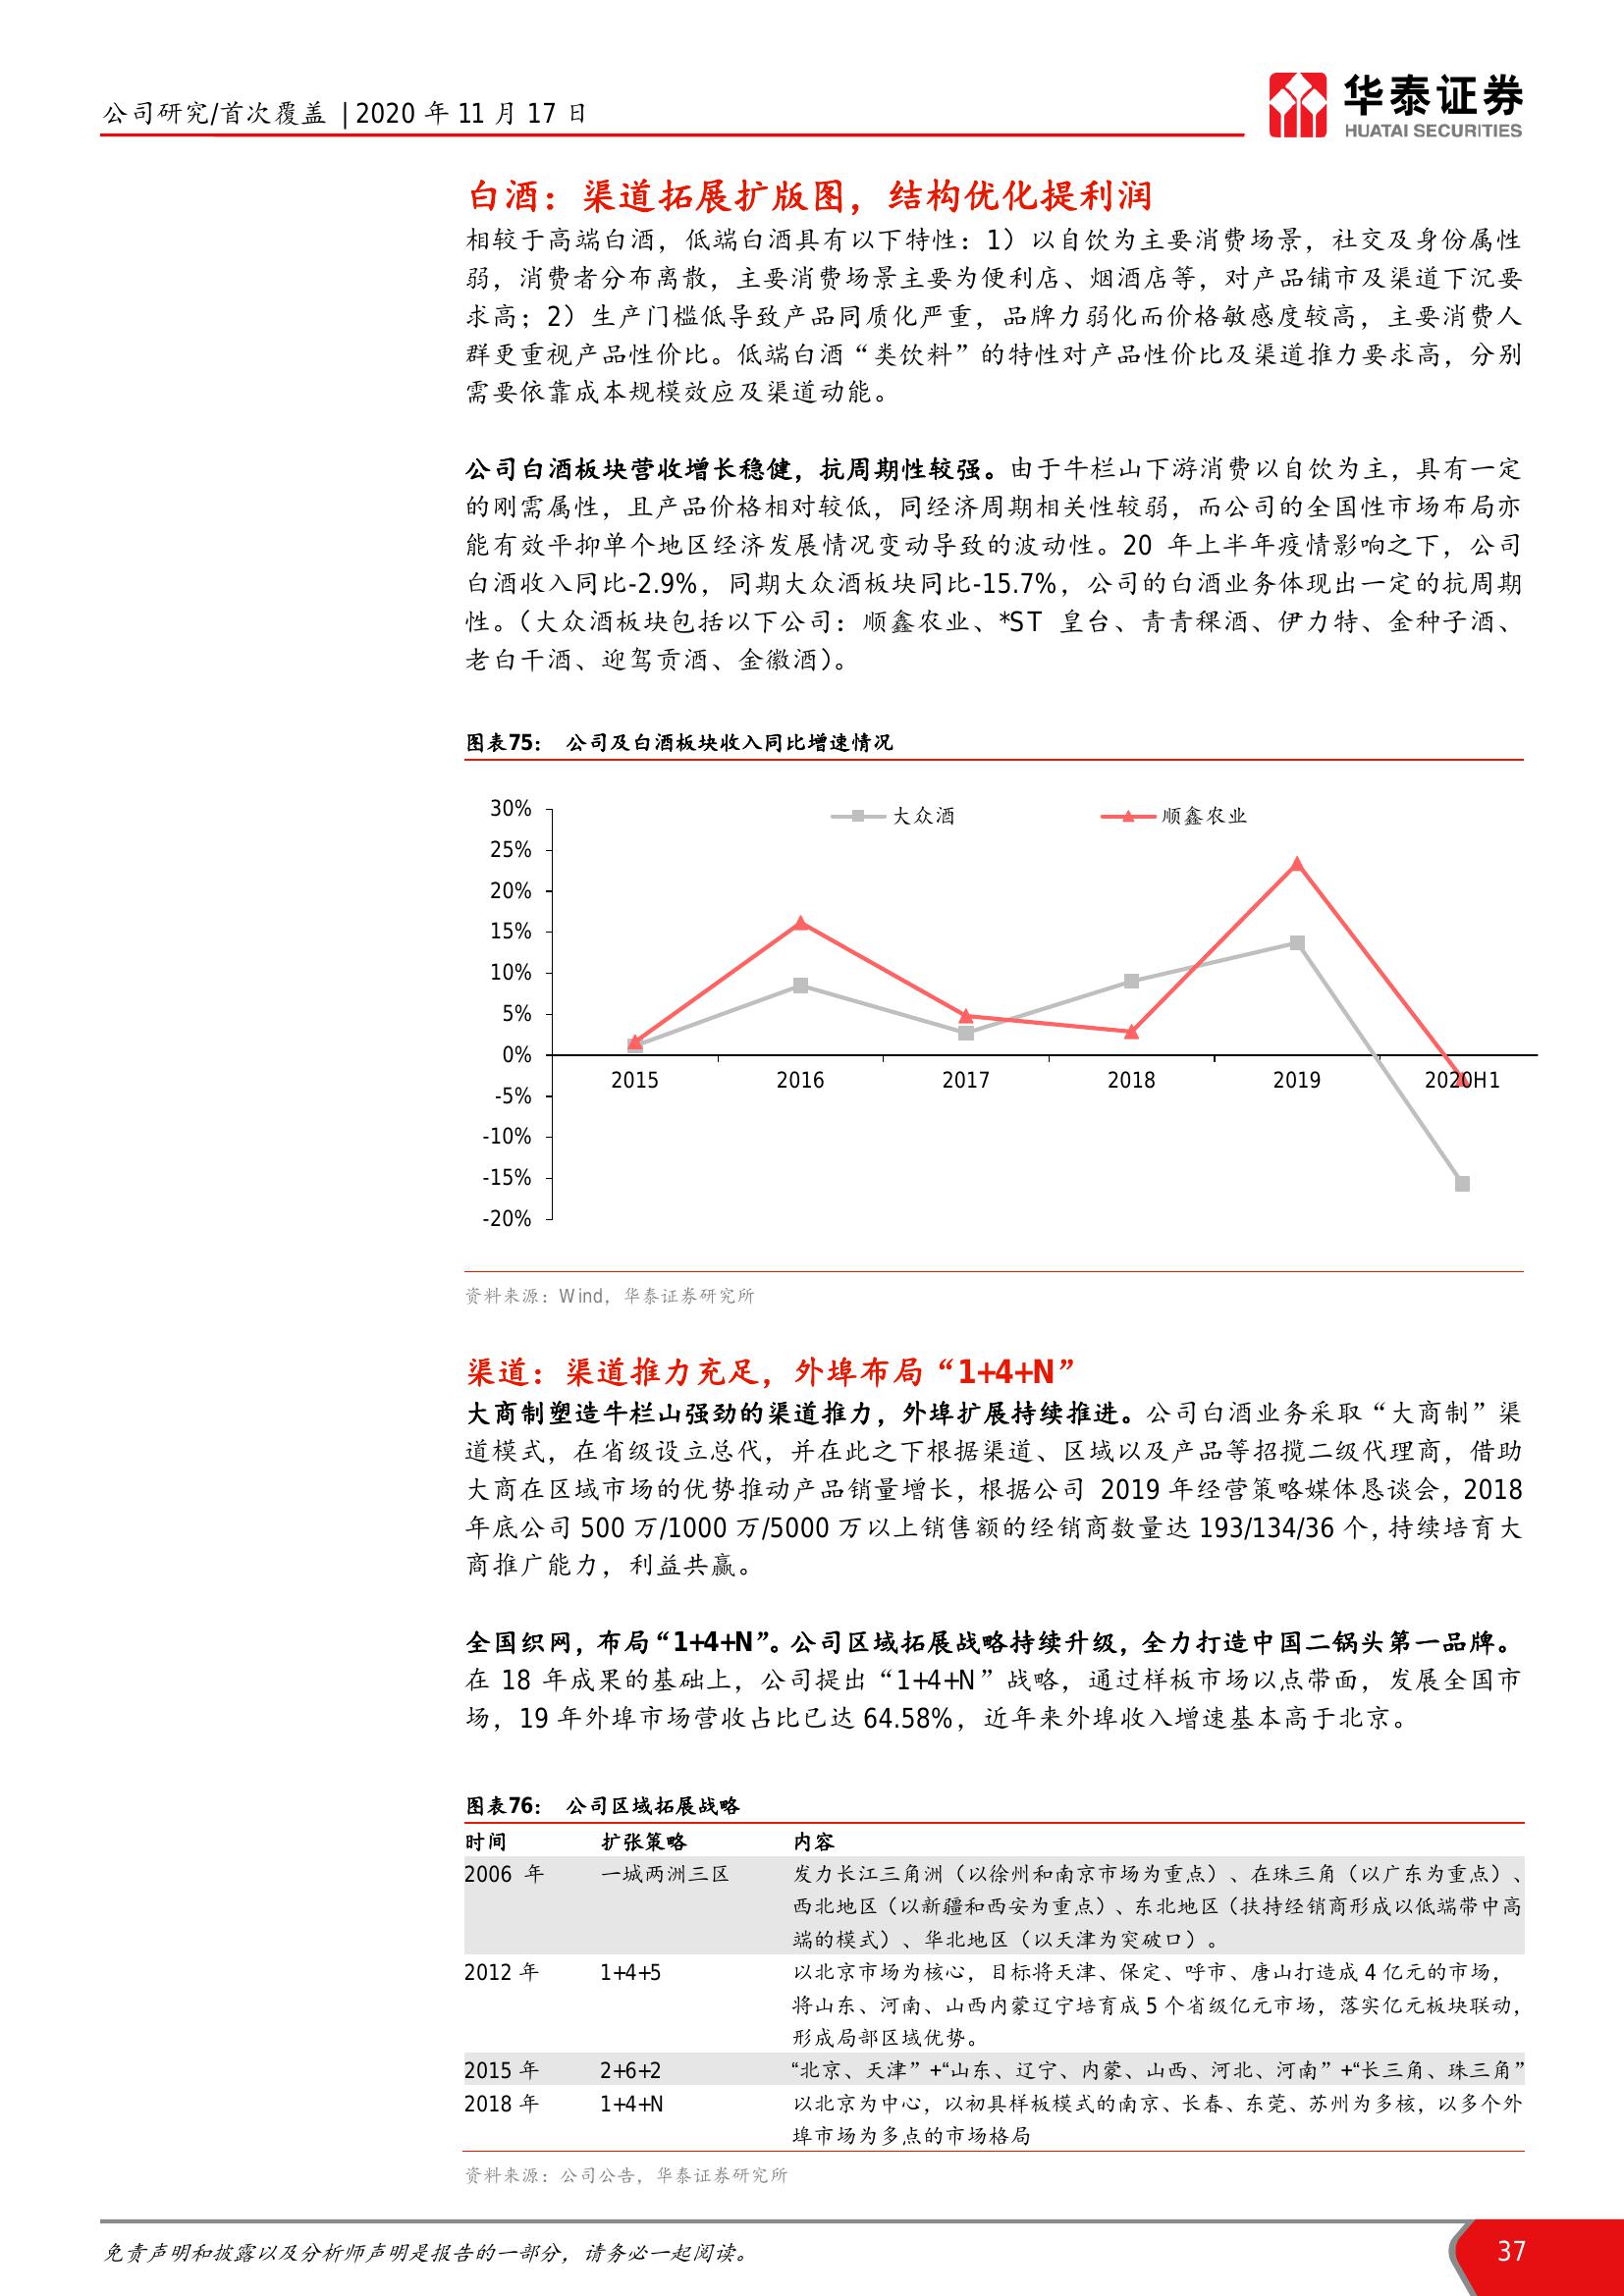 公司研究/首次覆盖 | 2020 年 11 月 17 日
华泰证券
HUATAI SECURITIES
白酒：渠道拓展扩版图，结构优化提利润
相较于高端白酒，低端白酒具有以下特性：1）以自饮为主要消费场景，社交及身份属性
弱，消费者分布离散，主要消费场景主要为便利店、烟酒店等，对产品铺市及渠道下沉要
求高；2）生产门槛低导致产品同质化严重，品牌力弱化而价格敏感度较高，主要消费人
群更重视产品性价比。低端白酒“类饮料”的特性对产品性价比及渠道推力要求高，分别
需要依靠成本规模效应及渠道动能。
公司白酒板块营收增长稳健，抗周期性较强。由于牛栏山下游消费以自饮为主，具有一定
的刚需属性，且产品价格相对较低，同经济周期相关性较弱，而公司的全国性市场布局亦
能有效平抑单个地区经济发展情况变动导致的波动性。20 年上半年疫情影响之下，公司
白酒收入同比-2.9%，同期大众酒板块同比-15.7%，公司的白酒业务体现出一定的抗周期
性。（大众酒板块包括以下公司：顺鑫农业、*ST 皇台、青青稞酒、伊力特、金种子酒、
老白干酒、迎驾贡酒、金徽酒）。
图表75： 公司及白酒板块收入同比增速情况
大众酒 顺鑫农业
30%
25%
20%
15%
10%
5%
0%
-5%
-10%
-15%
-20%
2015 2016 2017 2018 2019 2020H1
资料来源：Wind，华泰证券研究所
渠道：渠道推力充足，外埠布局“1+4+N”
大商制塑造牛栏山强劲的渠道推力，外埠扩展持续推进。公司白酒业务采取“大商制”渠
道模式，在省级设立总代，并在此之下根据渠道、区域以及产品等招揽二级代理商，借助
大商在区域市场的优势推动产品销量增长，根据公司 2019 年经营策略媒体恳谈会，2018
年底公司 500 万/1000 万/5000 万以上销售额的经销商数量达 193/134/36 个，持续培育大
商推广能力，利益共赢。
全国织网，布局“1+4+N”。公司区域拓展战略持续升级，全力打造中国二锅头第一品牌。
在 18 年成果的基础上，公司提出“1+4+N”战略，通过样板市场以点带面，发展全国市
场，19 年外埠市场营收占比已达 64.58%，近年来外埠收入增速基本高于北京。
图表76： 公司区域拓展战略
时间 扩张策略 内容
2006 年 一城两洲三区 发力长江三角洲（以徐州和南京市场为重点）、在珠三角（以广东为重点）、
西北地区（以新疆和西安为重点）、东北地区（扶持经销商形成以低端带中高
端的模式）、华北地区（以天津为突破口）。
2012 年 1+4+5 以北京市场为核心，目标将天津、保定、呼市、唐山打造成 4 亿元的市场，
将山东、河南、山西内蒙辽宁培育成 5 个省级亿元市场，落实亿元板块联动，
形成局部区域优势。
2015 年 2+6+2 “北京、天津”+“山东、辽宁、内蒙、山西、河北、河南”+“长三角、珠三角”
2018 年 1+4+N 以北京为中心，以初具样板模式的南京、长春、东莞、苏州为多核，以多个外
埠市场为多点的市场格局
资料来源：公司公告，华泰证券研究所
免责声明和披露以及分析师声明是报告的一部分，请务必一起阅读。
37